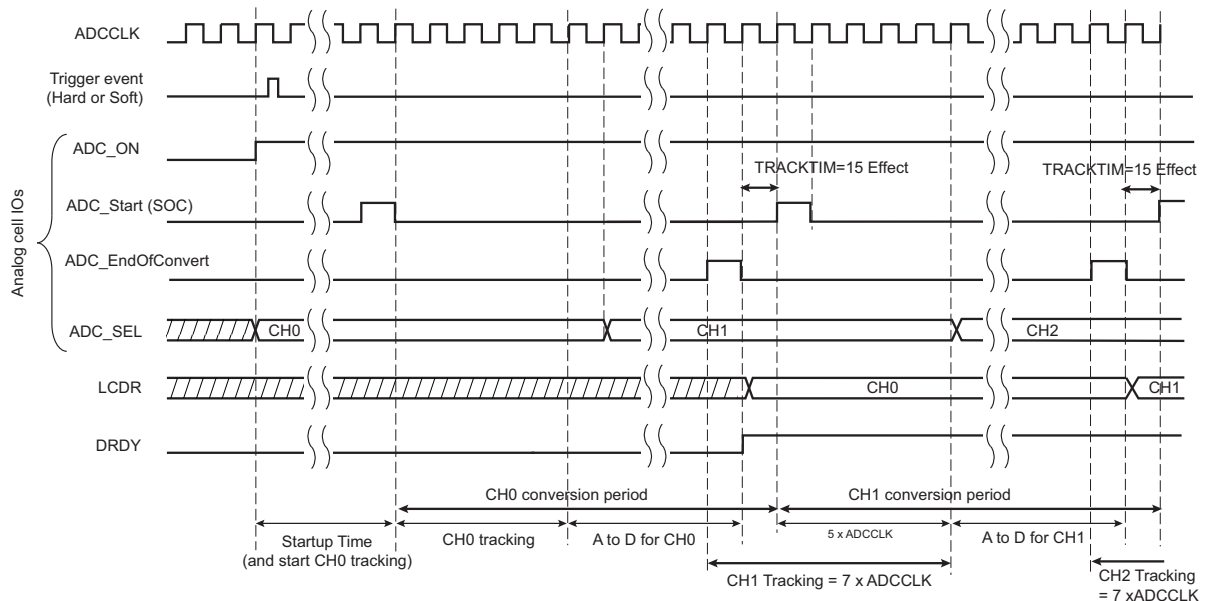 ADCCLK
Trigger event
(Hard or Soft)
Analog cell IOs
ADC_ON
TRACKTIM=15 Effect
TRACKTIM=15 Effect
ADC_Start (SOC)
ADC_EndOfConvert
ADC_SEL
CH0
CH1
CH2
LCDR
CH0
CH1
DRDY
CH0 conversion period
CH1 conversion period
Startup Time
(and start CH0 tracking)
CH0 tracking
A to D for CH0
5 x ADCCLK
A to D for CH1
CH1 Tracking = 7 x ADCCLK
CH2 Tracking
= 7 xADCCLK